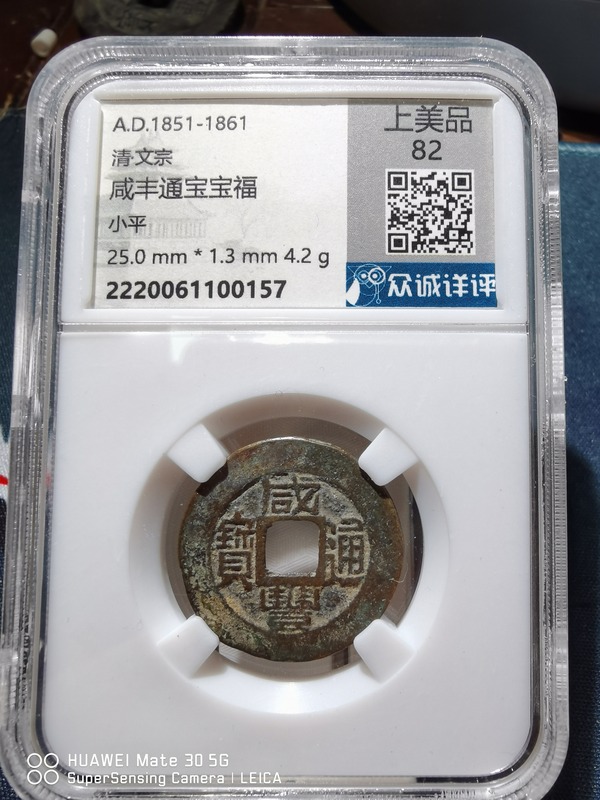 A.D.1851-1861
清·文宗
咸丰通宝宝福
小平
25.0 mm * 1.3 mm 4.2 g
2220061100157
上美品
82
众诚详评
咸
寶 通
豐
HUAWEI Mate 30 5G
SuperSensing Camera | LEICA